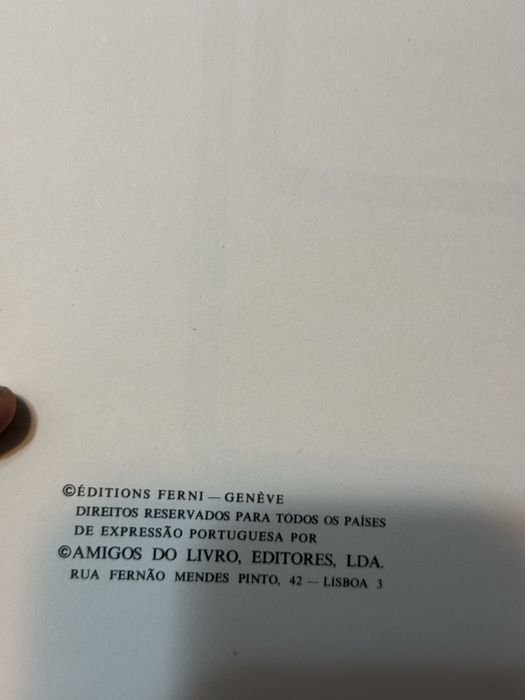 ©ÉDITIONS FERNI — GENÈVE
DIREITOS RESERVADOS PARA TODOS OS PAÍSES
DE EXPRESSÃO PORTUGUESA POR
©AMIGOS DO LIVRO, EDITORES, LDA.
RUA FERNÃO MENDES PINTO, 42 — LISBOA 3